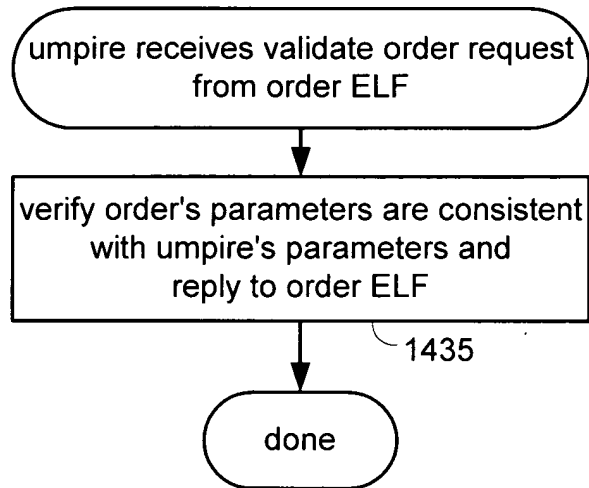 umpire receives validate order request
from order ELF
verify order's parameters are consistent
with umpire's parameters and
reply to order ELF
1435
done